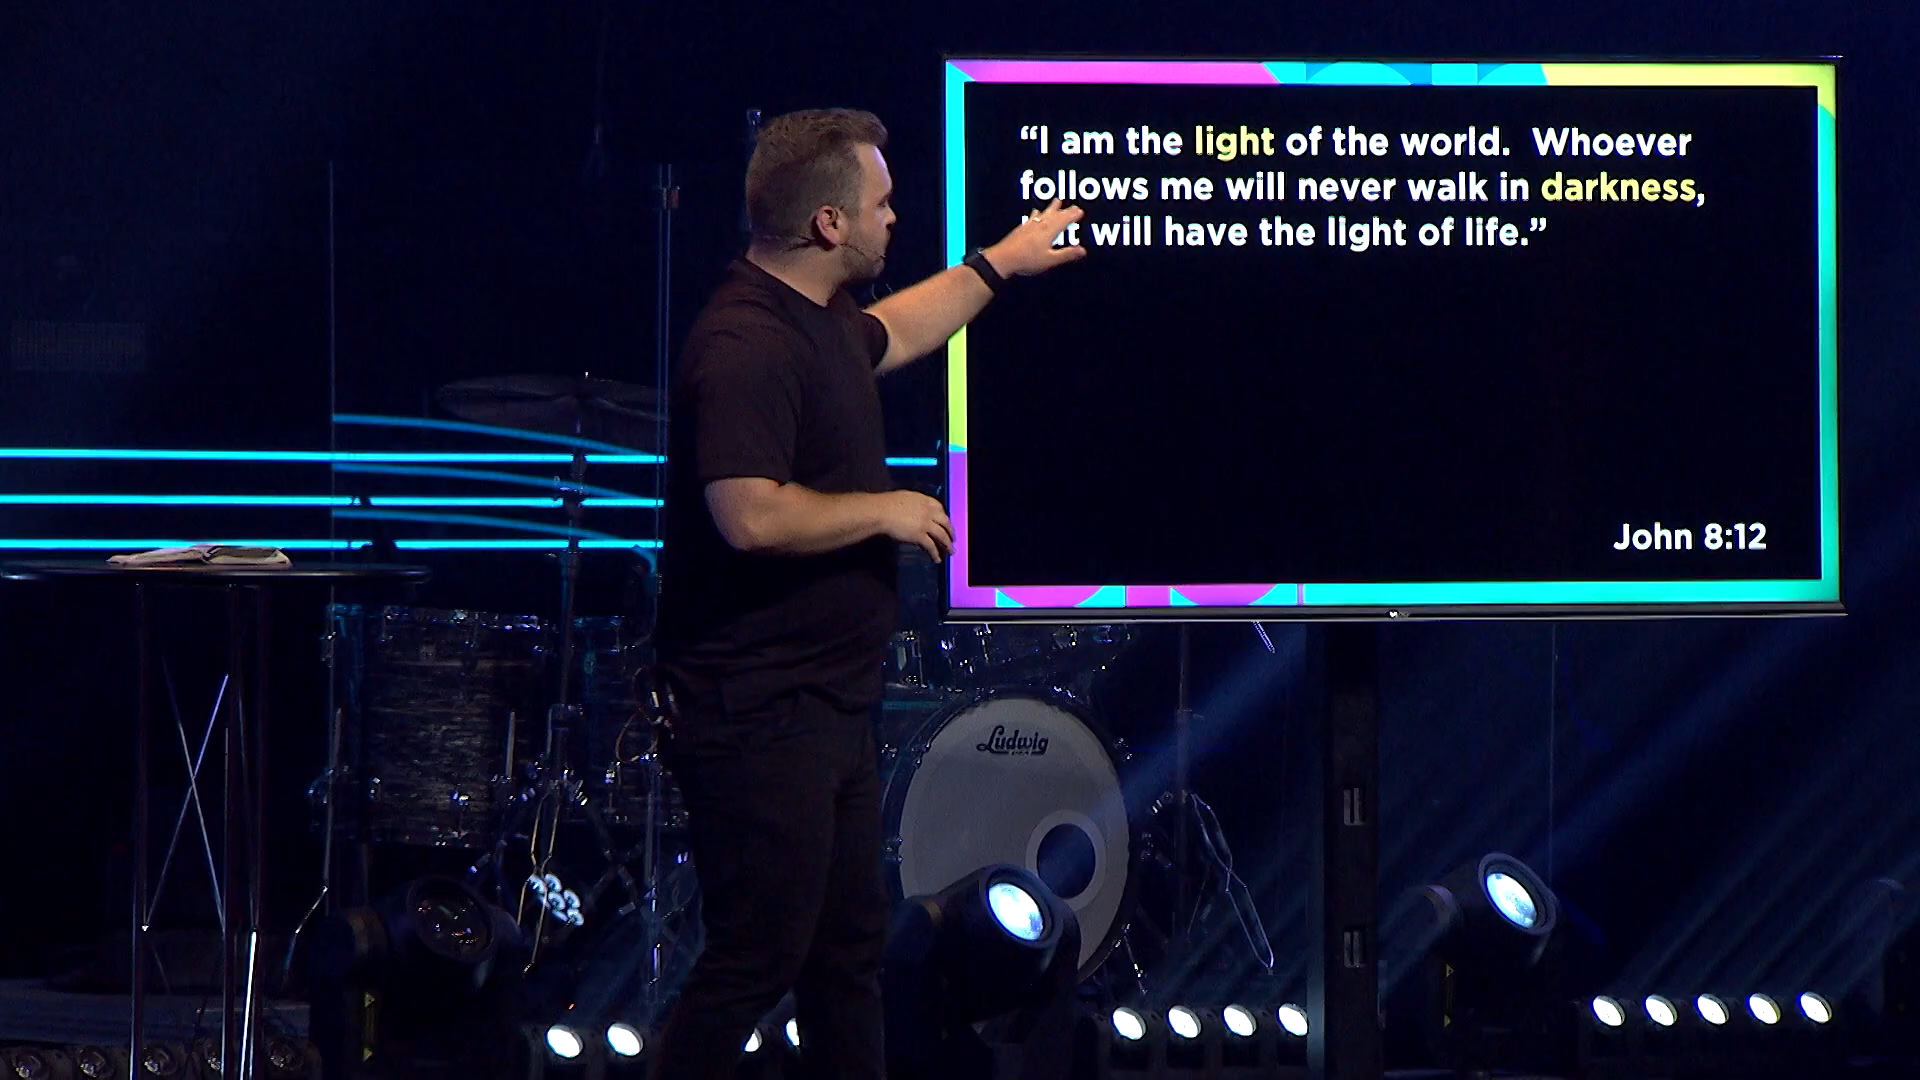 “I am the light of the world.  Whoever
follows me will never walk in darkness,
will have the light of life.”
John 8:12
Ludwig